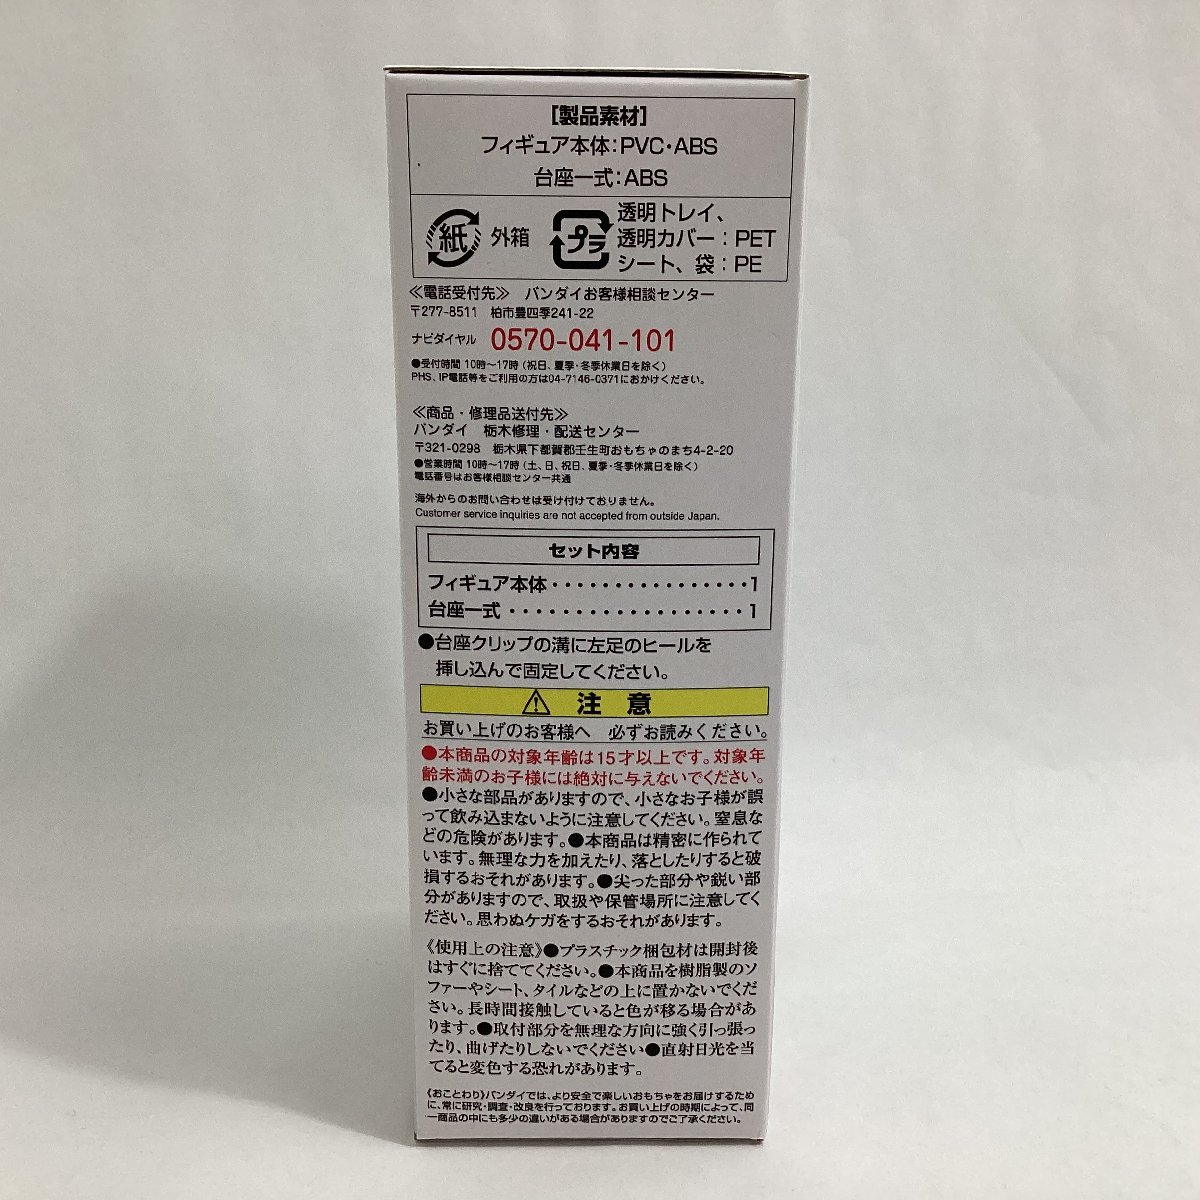 [製品素材]
フィギュア本体:PVC・ABS
台座一式:ABS
紙 外箱
プラ
透明トレイ、
透明カバー:PET
シート、袋:PE
≪電話受付先≫ バンダイお客様相談センター
〒277-8511 柏市豊四季241-22
ナビダイヤル 0570-041-101
●受付時間 10時〜17時(祝日、夏季・冬季休業日を除く)
PHS、IP電話等をご利用の方は04-7146-0371におかけください。
≪商品・修理品送付先≫
バンダイ 栃木修理・配送センター
〒321-0298 栃木県下都賀郡壬生町おもちゃのまち4-2-20
●営業時間 10時〜17時(土、日、祝日、夏季・冬季休業日を除く)
電話番号はお客様相談センター共通
海外からのお問い合わせは受け付けておりません。
Customer service inquiries are not accepted from outside Japan.
セット内容
フィギュア本体・・・・・・・・・・・・・・・・1
台座一式・・・・・・・・・・・・・・・・・・1
●台座クリップの溝に左足のヒールを
挿し込んで固定してください。
⚠ 注 意
お買い上げのお客様へ 必ずお読みください。
●本商品の対象年齢は15才以上です。対象年
齢未満のお子様には絶対に与えないでください。
●小さな部品がありますので、小さなお子様が誤
って飲み込まないように注意してください。窒息な
どの危険があります。●本商品は精密に作られて
います。無理な力を加えたり、落としたりすると破
損するおそれがあります。●尖った部分や鋭い部
分がありますので、取扱や保管場所に注意してく
ださい。思わぬケガをするおそれがあります。
《使用上の注意》●プラスチック梱包材は開封後
はすぐに捨ててください。●本商品を樹脂製のソ
ファーやシート、タイルなどの上に置かないでくだ
さい。長時間接触していると色が移る場合があ
ります。●取付部分を無理な方向に強く引っ張っ
たり、曲げたりしないでください●直射日光を当
てると変色する恐れがあります。
《おことわり》バンダイでは、より安全で楽しいおもちゃをお届けするため
に、常に研究・調査・改良を行っております。お買い上げの時期によって、同
一商品の中にも多少の違いがある場合がありますのでご了承ください。